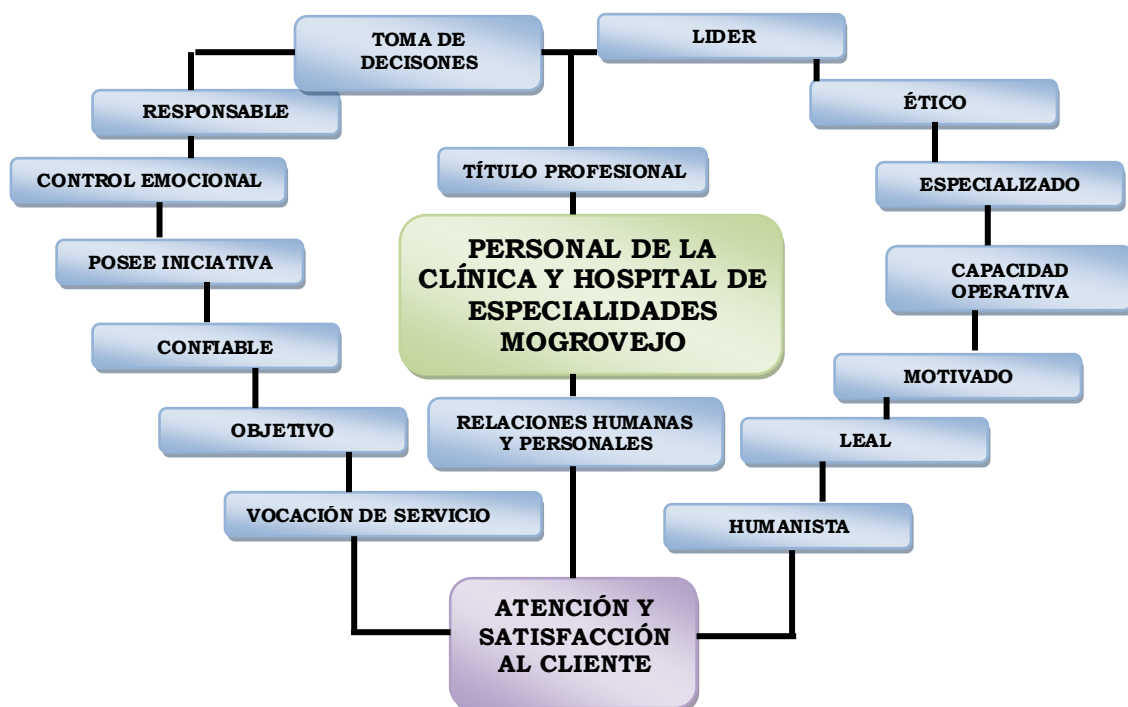 TOMA DE
DECISONES
LIDER
RESPONSABLE
ÉTICO
CONTROL EMOCIONAL
TÍTULO PROFESIONAL
ESPECIALIZADO
POSEE INICIATIVA
PERSONAL DE LA
CLÍNICA Y HOSPITAL DE
ESPECIALIDADES
MOGROVEJO
CAPACIDAD
OPERATIVA
CONFIABLE
MOTIVADO
OBJETIVO
RELACIONES HUMANAS
Y PERSONALES
LEAL
VOCACIÓN DE SERVICIO
HUMANISTA
ATENCIÓN Y
SATISFACCIÓN
AL CLIENTE